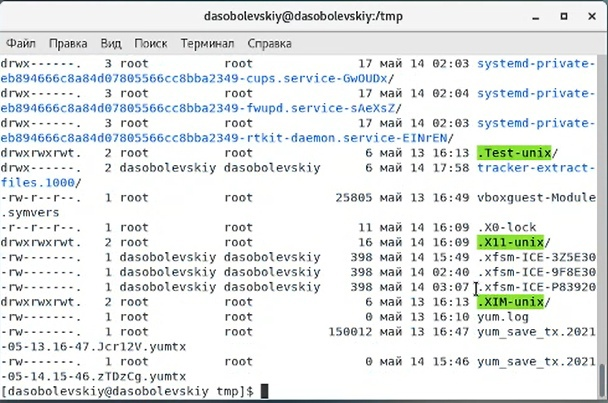 dasobolevskiy@dasobolevskiy:/tmp
Файл Правка Вид Поиск Терминал Справка
drwx------. 3 root root 17 май 14 02:03 systemd-private-
eb894666c8a84d07805566cc8bba2349-cups.service-GwOUDx/
drwx------. 3 root root 17 май 14 02:04 systemd-private-
eb894666c8a84d07805566cc8bba2349-fwupd.service-sAeXsZ/
drwx------. 3 root root 17 май 14 02:03 systemd-private-
eb894666c8a84d07805566cc8bba2349-rtkit-daemon.service-EINrEN/
drwxrwxrwt. 2 root root 6 май 13 16:13 .Test-unix/
drwx------. 2 dasobolevskiy dasobolevskiy 6 май 14 17:58 tracker-extract-
files.1000/
-rw-r--r--. 1 root root 25805 май 13 16:49 vboxguest-Module
.symvers
-r--r--r--. 1 root root 11 май 14 16:09 .X0-lock
drwxrwxrwt. 2 root root 16 май 14 16:09 .X11-unix/
-rw-------. 1 dasobolevskiy dasobolevskiy 398 май 14 15:49 .xfsm-ICE-3Z5E30
-rw-------. 1 dasobolevskiy dasobolevskiy 398 май 14 02:40 .xfsm-ICE-9F8E30
-rw-------. 1 dasobolevskiy dasobolevskiy 398 май 14 03:07 .xfsm-ICE-P83920
drwxrwxrwt. 2 root root 6 май 13 16:13 .XIM-unix/
-rw-------. 1 root root 0 май 13 16:10 yum.log
-rw-------. 1 root root 150012 май 13 16:47 yum_save_tx.2021
-05-13.16-47.Jcr12V.yumtx
-rw-------. 1 root root 0 май 14 15:46 yum_save_tx.2021
-05-14.15-46.zTDzCg.yumtx
[dasobolevskiy@dasobolevskiy tmp]$